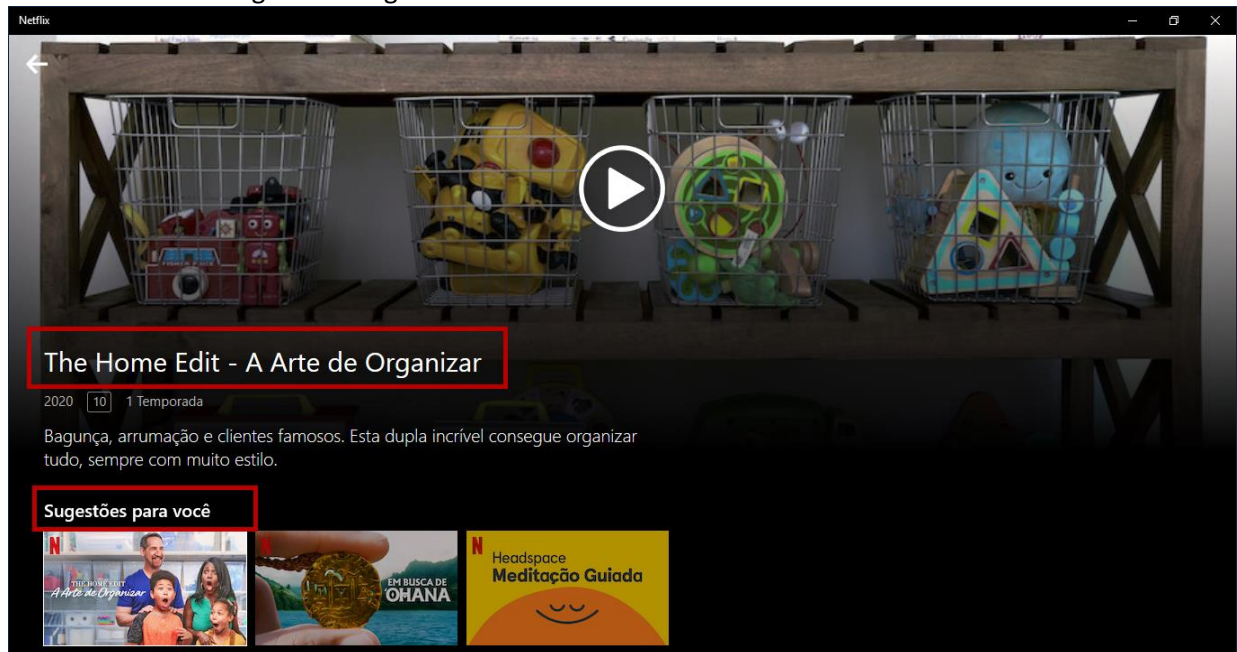 Netflix
The Home Edit - A Arte de Organizar
2020 10 1 Temporada
Bagunça, arrumação e clientes famosos. Esta dupla incrível consegue organizar
tudo, sempre com muito estilo.
Sugestões para você
N
THE HOME EDIT
A Arte de Organizar
N
EM BUSCA DE
'OHANA
N
Headspace
Meditação Guiada